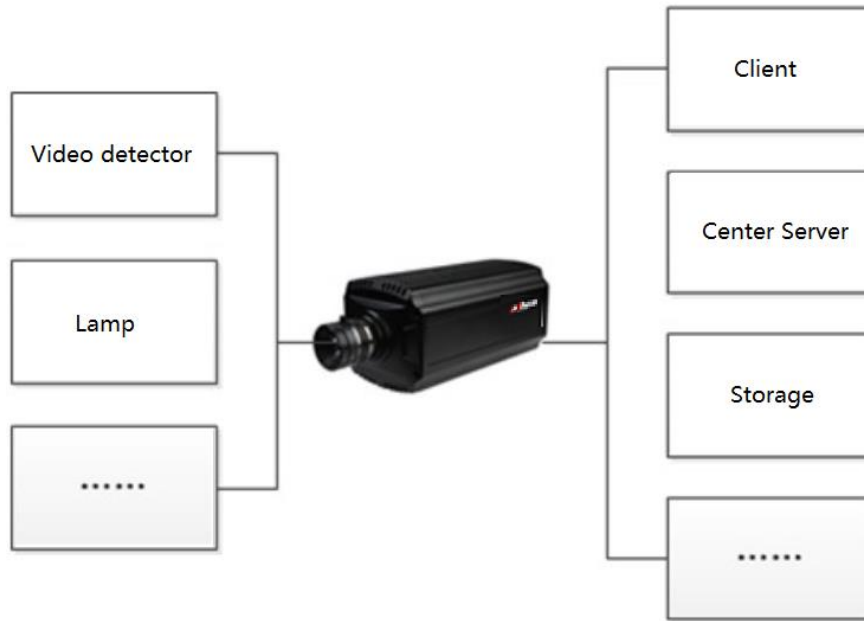 Video detector
Lamp
......
Client
Center Server
Storage
......